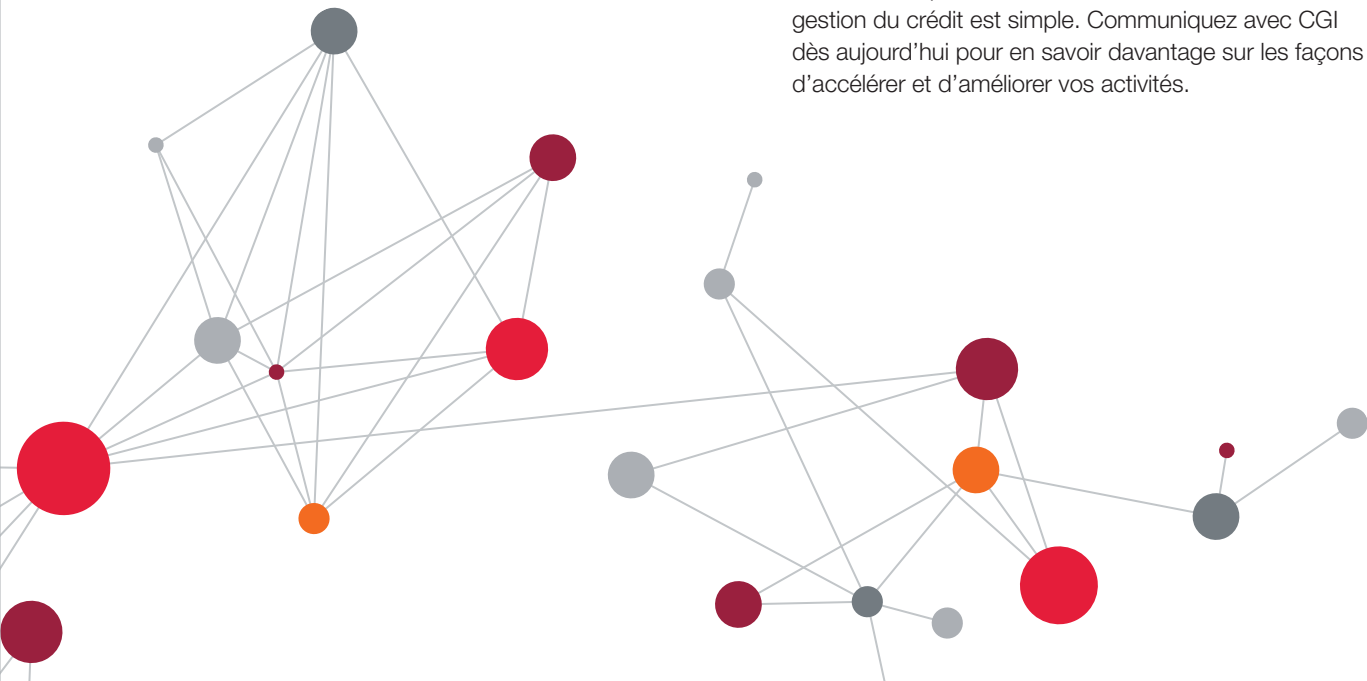 gestion du crédit est simple. Communiquez avec CGI
dès aujourd’hui pour en savoir davantage sur les façons
d’accélérer et d’améliorer vos activités.